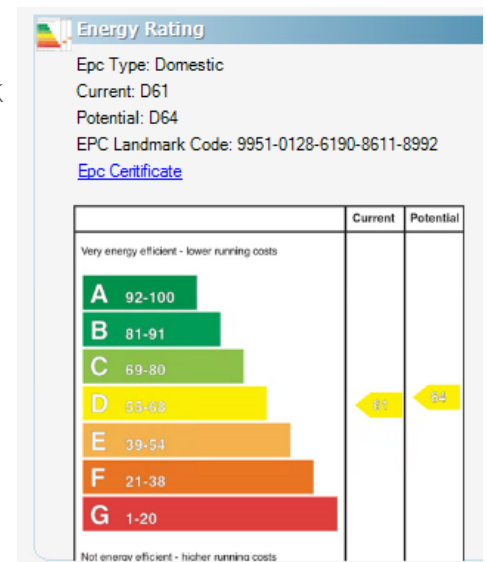 Energy Rating
Epc Type: Domestic
Current: D61
Potential: D64
EPC Landmark Code: 9951-0128-6190-8611-8992
Epc Ceritificate
Current Potential
Very energy efficient - lower running costs
A 92-100
B 81-91
C 69-80
D 55-68 61 64
E 39-54
F 21-38
G 1-20
Not energy efficient - higher running costs